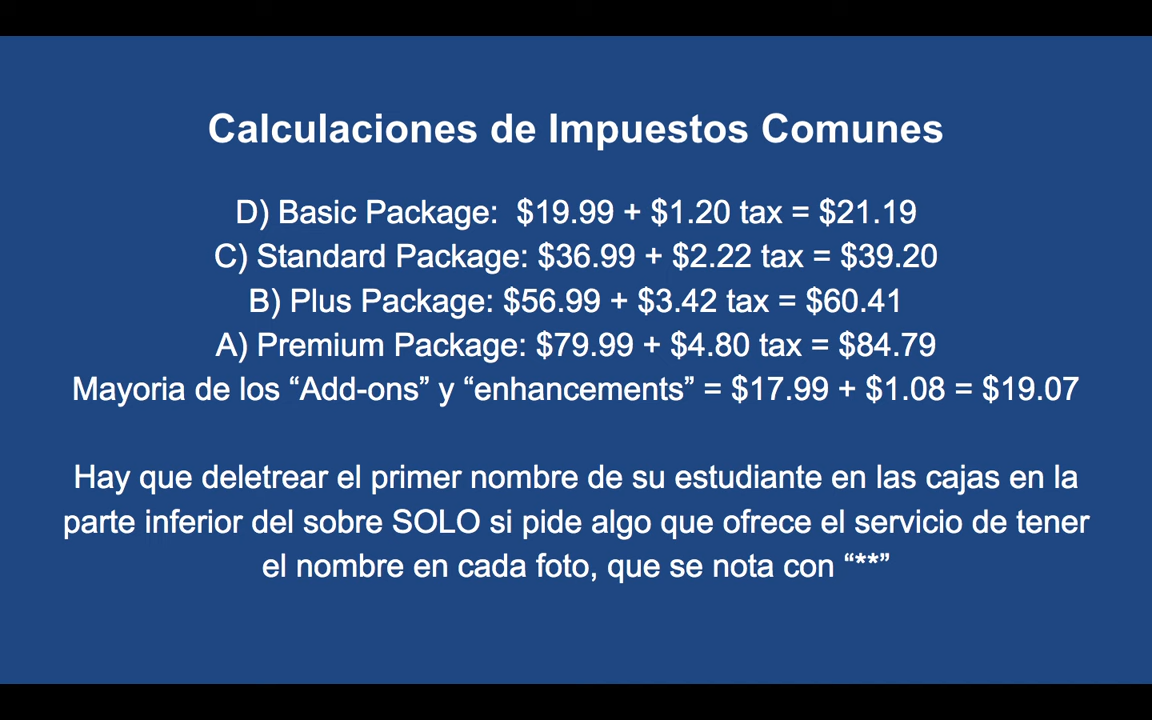 Calculaciones de Impuestos Comunes
D) Basic Package:  $19.99 + $1.20 tax = $21.19
C) Standard Package: $36.99 + $2.22 tax = $39.20
B) Plus Package: $56.99 + $3.42 tax = $60.41
A) Premium Package: $79.99 + $4.80 tax = $84.79
Mayoria de los “Add-ons” y “enhancements” = $17.99 + $1.08 = $19.07
Hay que deletrear el primer nombre de su estudiante en las cajas en la
parte inferior del sobre SOLO si pide algo que ofrece el servicio de tener
el nombre en cada foto, que se nota con “**”